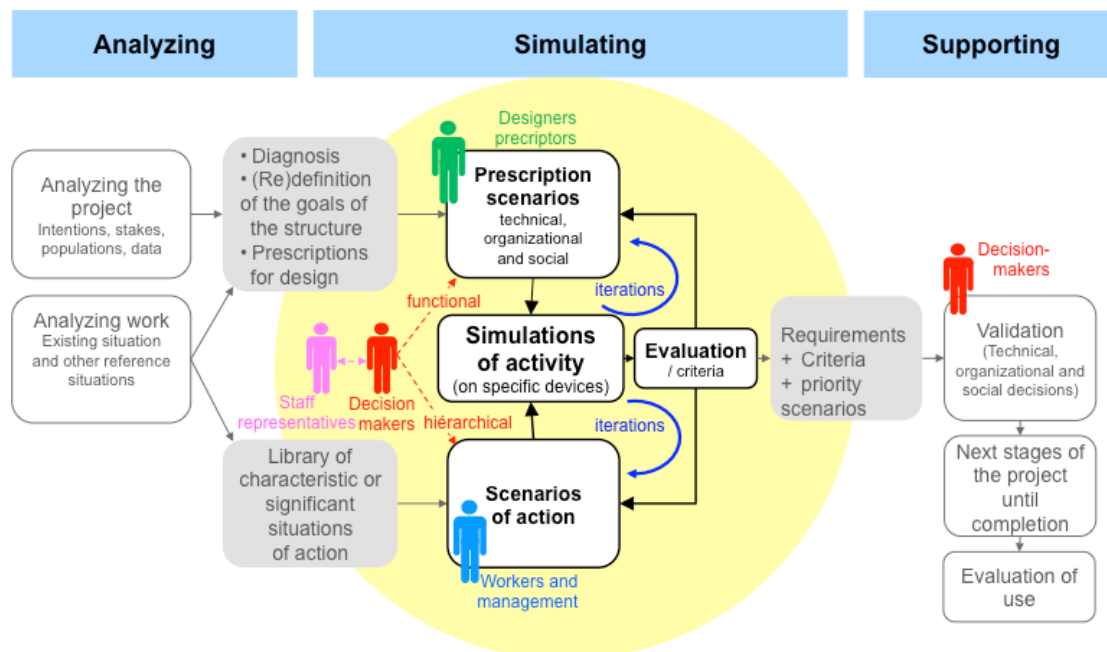 Analyzing
Simulating
Supporting
Analyzing the
project
Intentions, stakes,
populations, data
Analyzing work
Existing situation
and other reference
situations
• Diagnosis
• (Re)definition
of the goals of
the structure
• Prescriptions
for design
Library of
characteristic or
significant
situations
of action
Staff
representatives
Decision
makers
functional
hiérarchical
Designers
precriptors
Prescription
scenarios
technical,
organizational
and social
iterations
Simulations
of activity
(on specific devices)
Evaluation
/ criteria
iterations
Scenarios
of action
Workers and
management
Requirements
+ Criteria
+ priority
scenarios
Decision-
makers
Validation
(Technical,
organizational and
social decisions)
Next stages of
the project
until
completion
Evaluation of
use